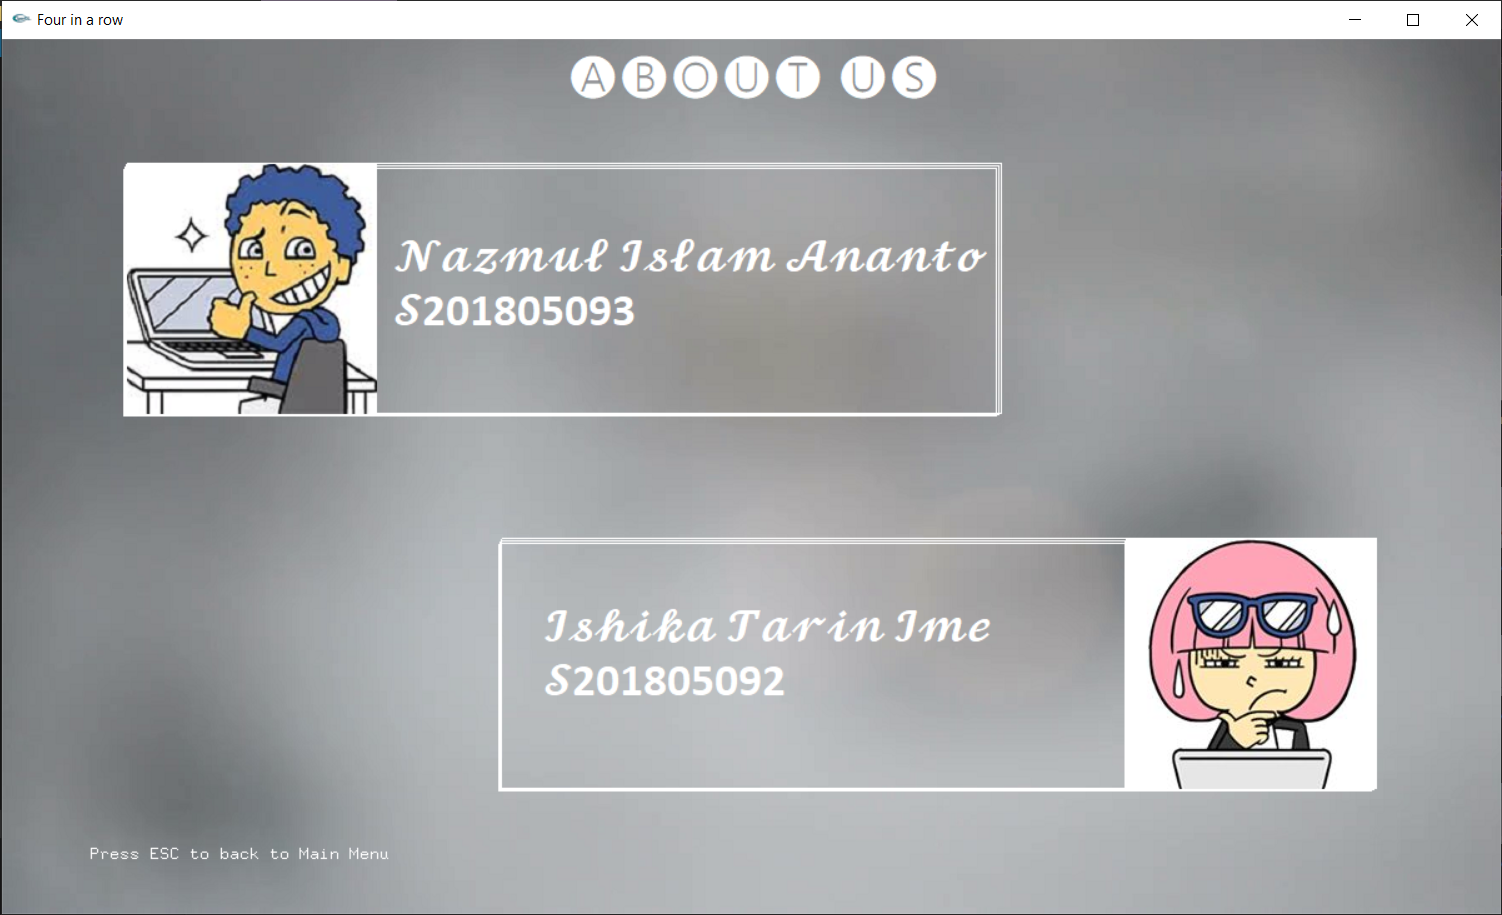 Four in a row
ABOUT US
Nazmul Islam Ananto
S201805093
Ishika Tarin Ime
S201805092
Press ESC to back to Main Menu